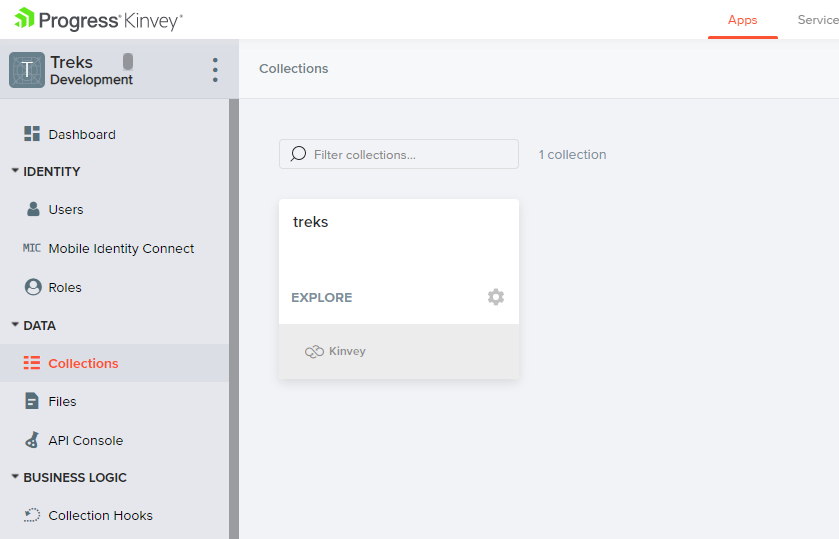 Progress® Kinvey®
Apps
Service
T
Treks
Development
Collections
Dashboard
IDENTITY
Users
MIC Mobile Identity Connect
Roles
DATA
Collections
Files
API Console
BUSINESS LOGIC
Collection Hooks
Filter collections...
1 collection
treks
EXPLORE
Kinvey